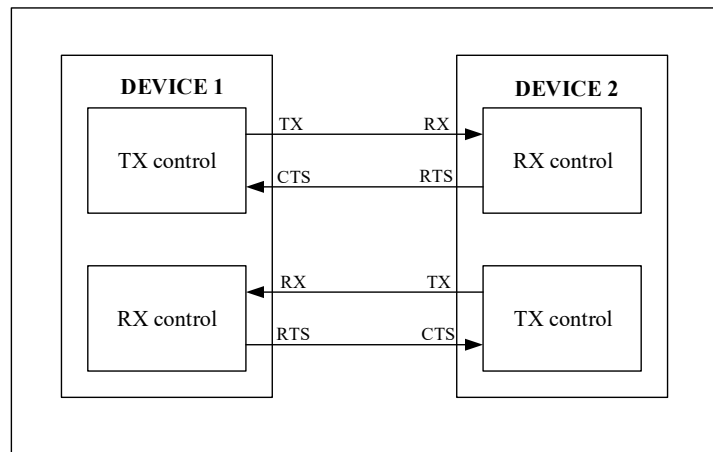 DEVICE 1
DEVICE 2
TX
RX
TX control
RX control
CTS
RTS
RX
TX
RX control
TX control
RTS
CTS